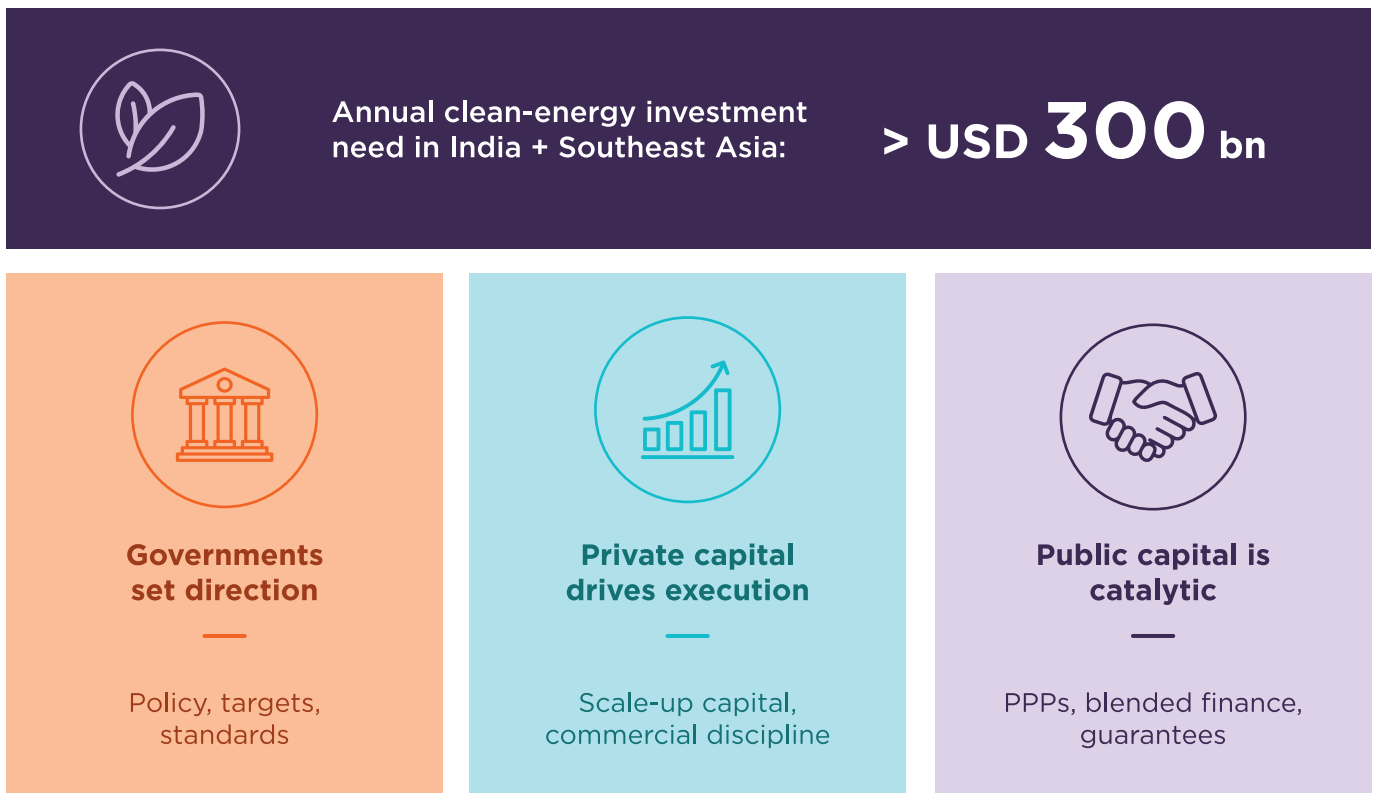 Annual clean-energy investment
need in India + Southeast Asia:
> USD 300 bn
Governments
set direction
Policy, targets,
standards
Private capital
drives execution
Scale-up capital,
commercial discipline
Public capital is
catalytic
PPPs, blended finance,
guarantees